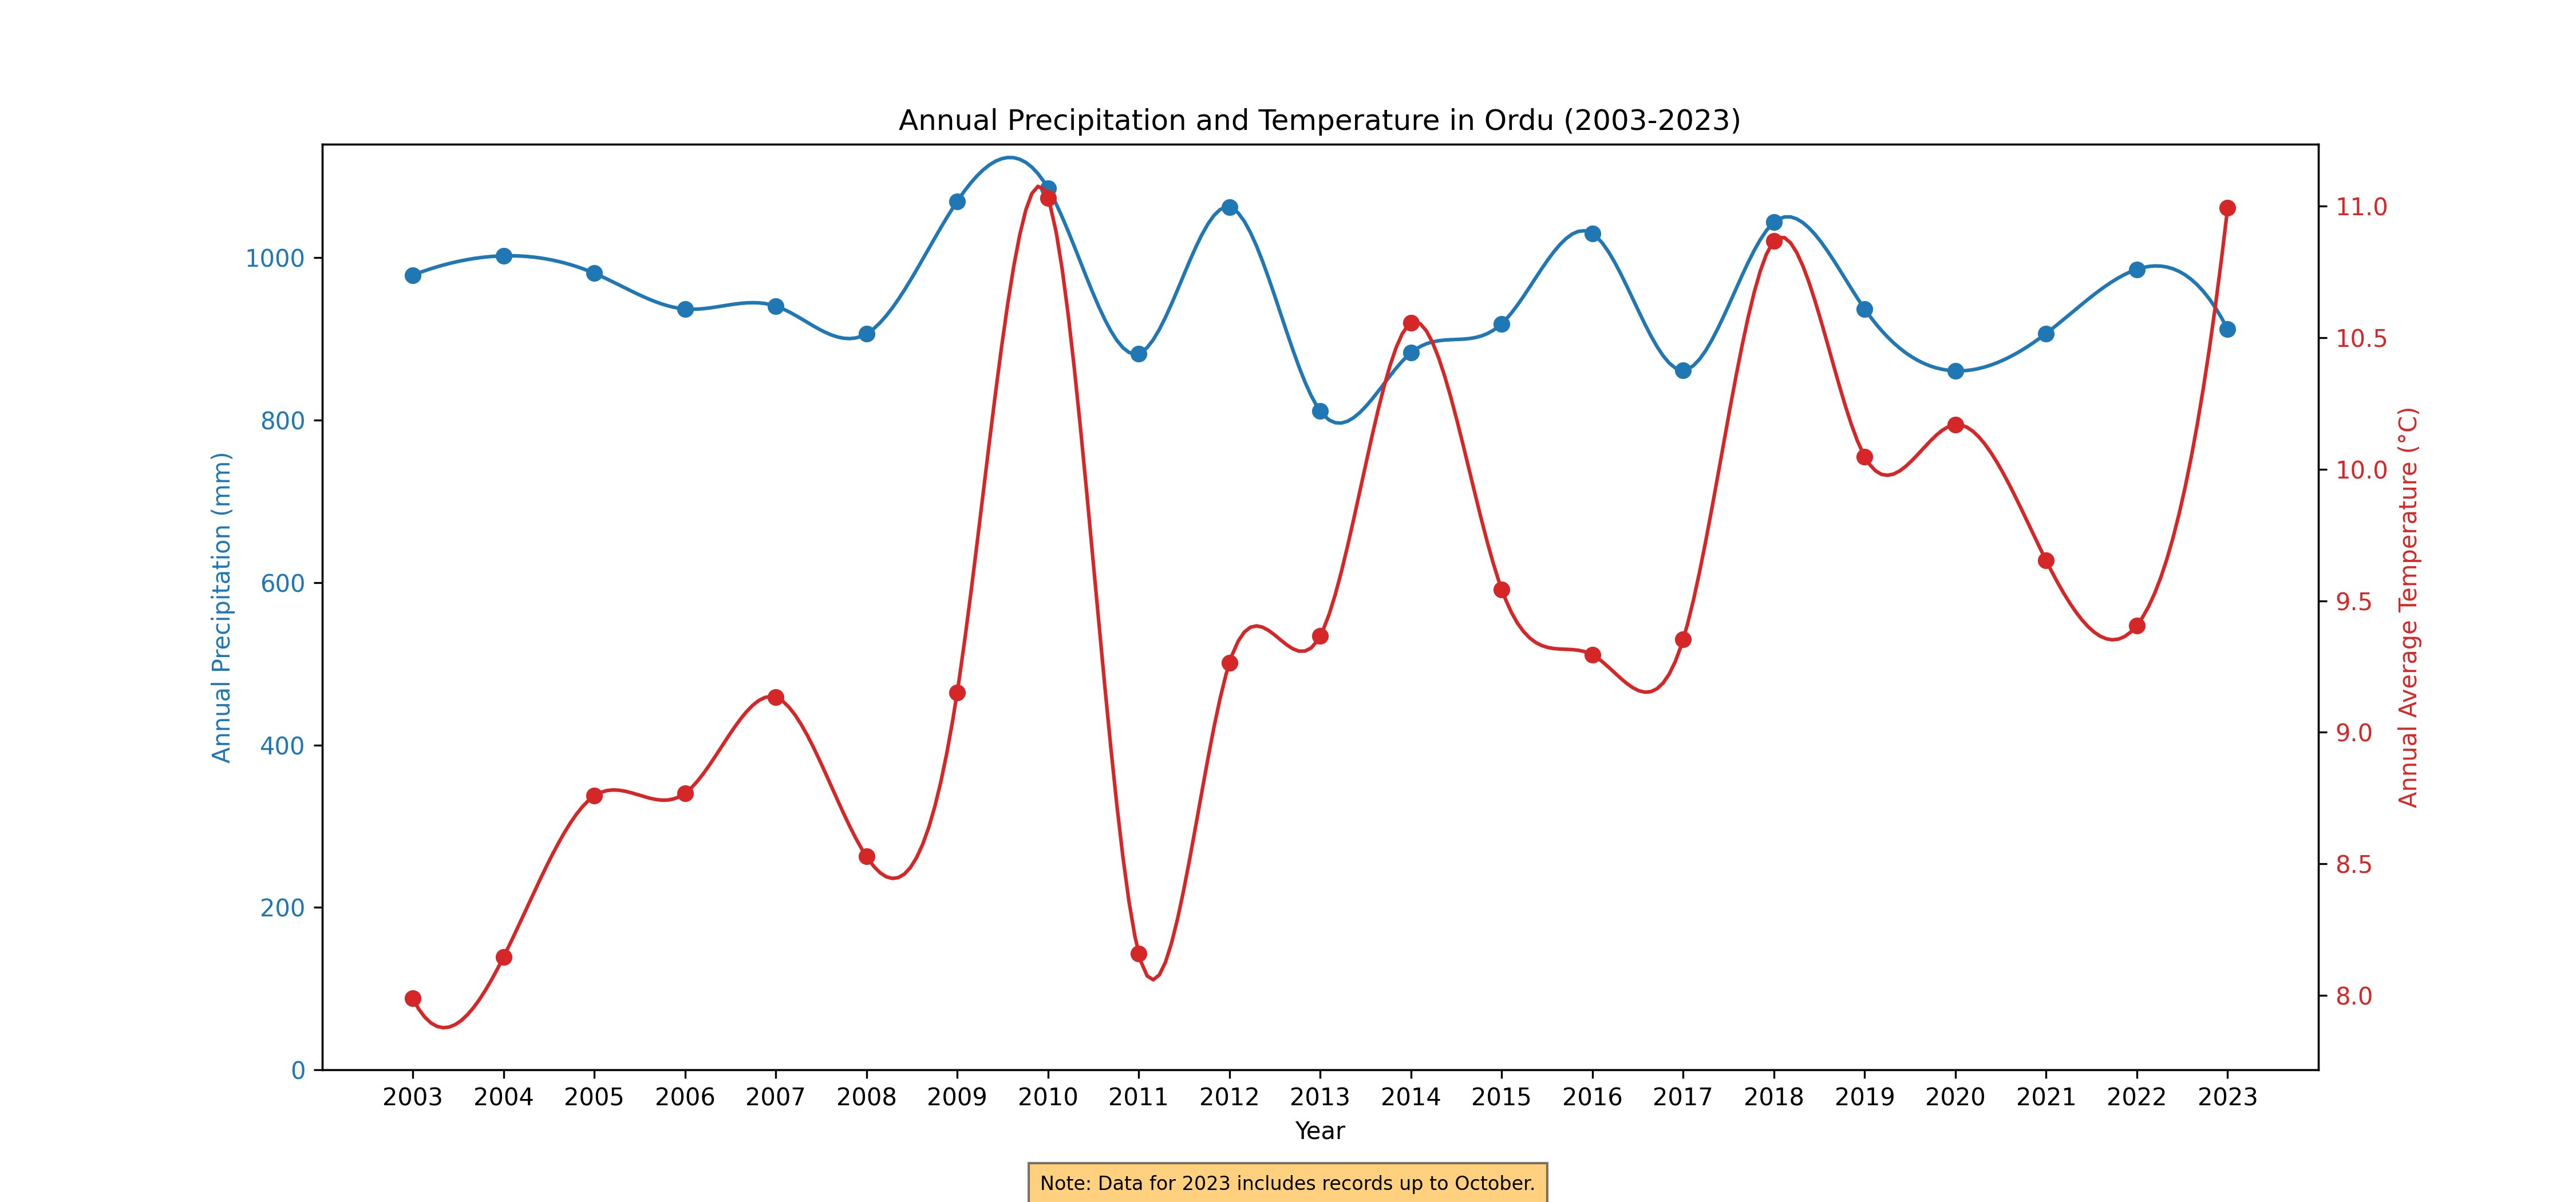 Annual Precipitation and Temperature in Ordu (2003-2023)
Annual Precipitation (mm)
1000
800
600
400
200
0
11.0
10.5
10.0
9.5
9.0
8.5
8.0
Annual Average Temperature (°C)
2003 2004 2005 2006 2007 2008 2009 2010 2011 2012 2013 2014 2015 2016 2017 2018 2019 2020 2021 2022 2023
Year
Note: Data for 2023 includes records up to October.